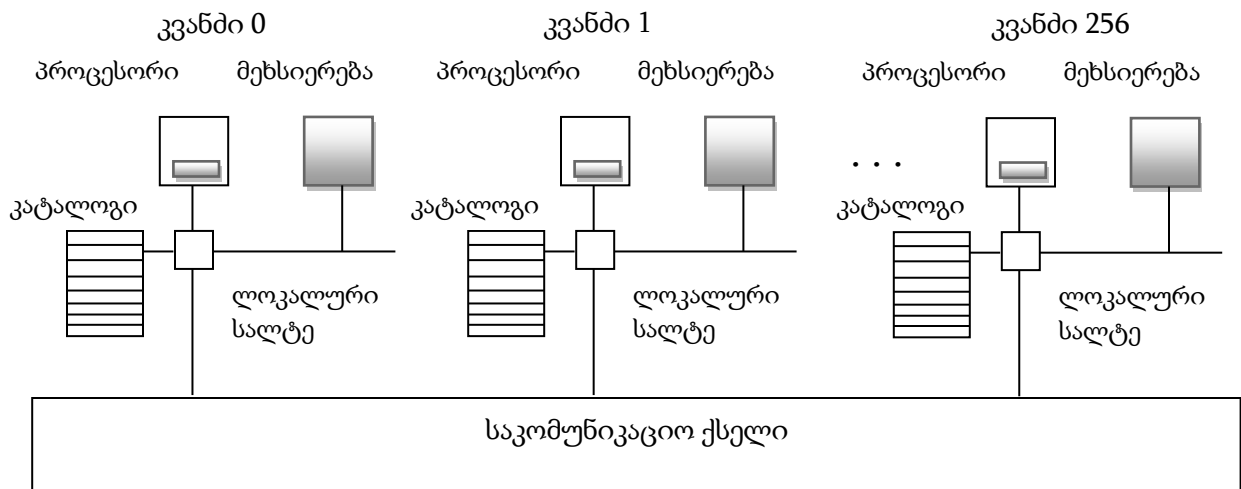 კვანძი 0
კვანძი 1
კვანძი 256
პროცესორი
მეხსიერება
პროცესორი
მეხსიერება
პროცესორი
მეხსიერება
. . .
კატალოგი
კატალოგი
კატალოგი
ლოკალური
სალტე
ლოკალური
სალტე
ლოკალური
სალტე
საკომუნიკაციო ქსელი